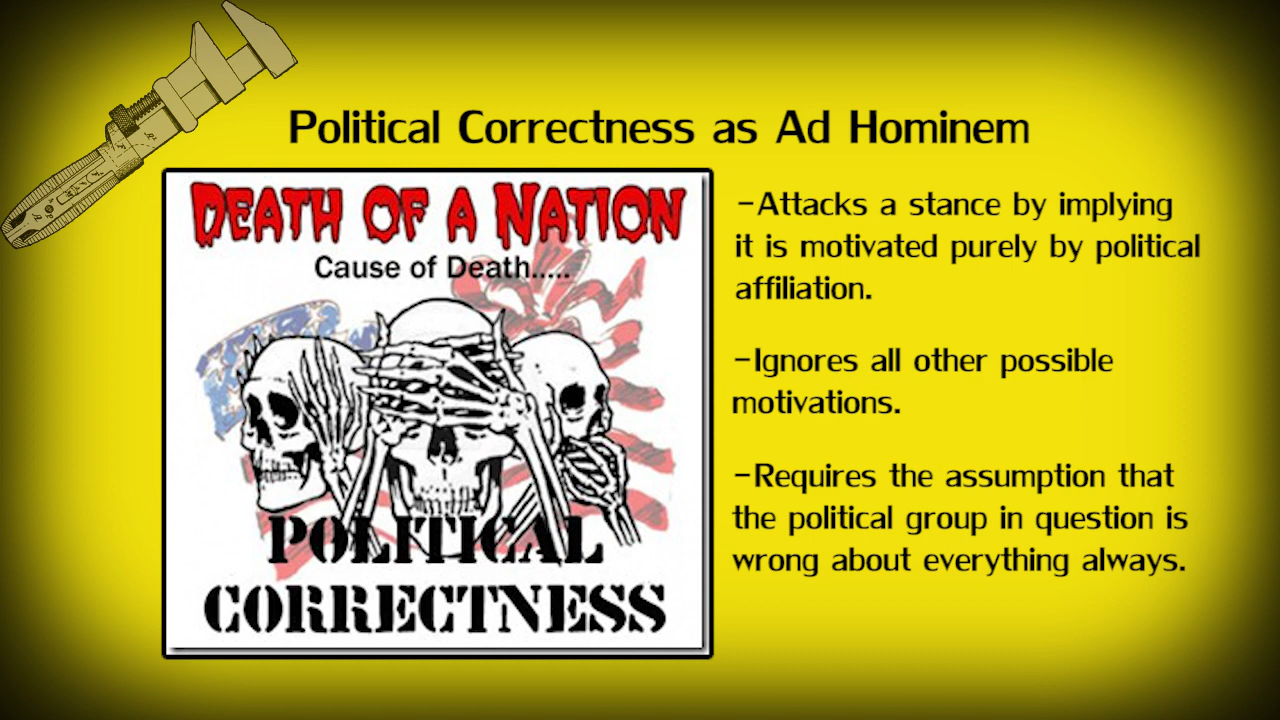 Political Correctness as Ad Hominem
DEATH OF A NATION
Cause of Death.....
POLITICAL
CORRECTNESS
-Attacks a stance by implying
it is motivated purely by political
affiliation.
-Ignores all other possible
motivations.
-Requires the assumption that
the political group in question is
wrong about everything always.